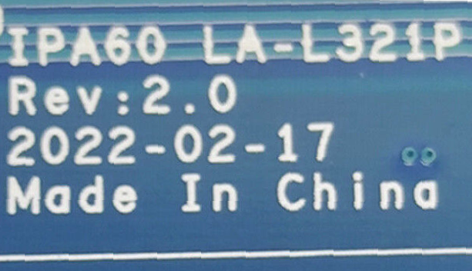 IPA60 LA-L321P
Rev:2.0
2022-02-17
Made In China